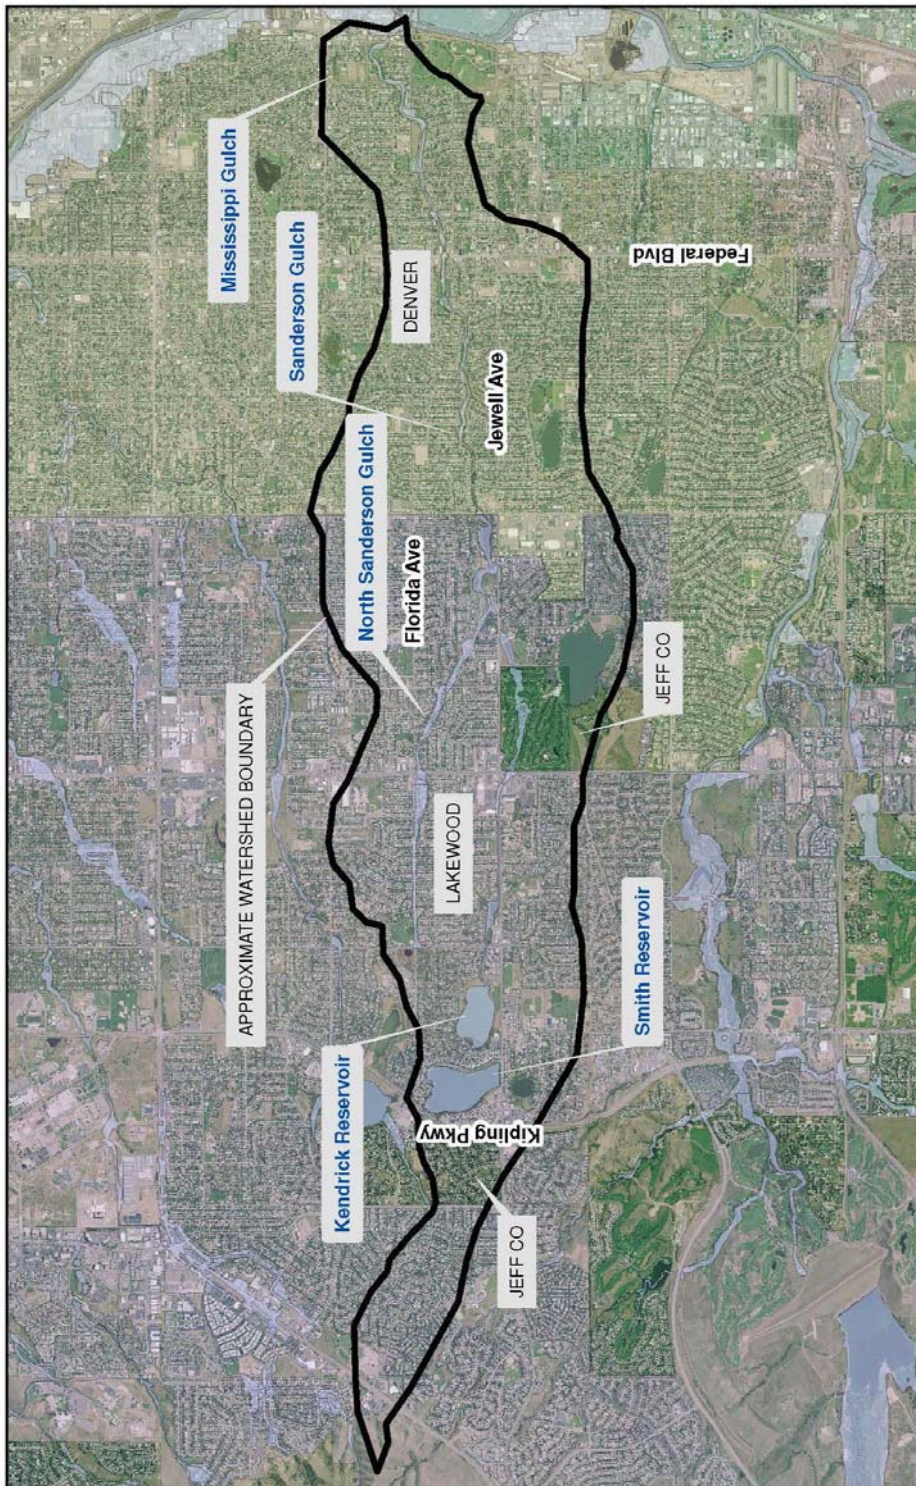 Mississippi Gulch
Sanderson Gulch
DENVER
Federal Blvd
Jewell Ave
North Sanderson Gulch
Florida Ave
APPROXIMATE WATERSHED BOUNDARY
JEFF CO
LAKEWOOD
Smith Reservoir
Kendrick Reservoir
Kipling Pkwy
JEFF CO